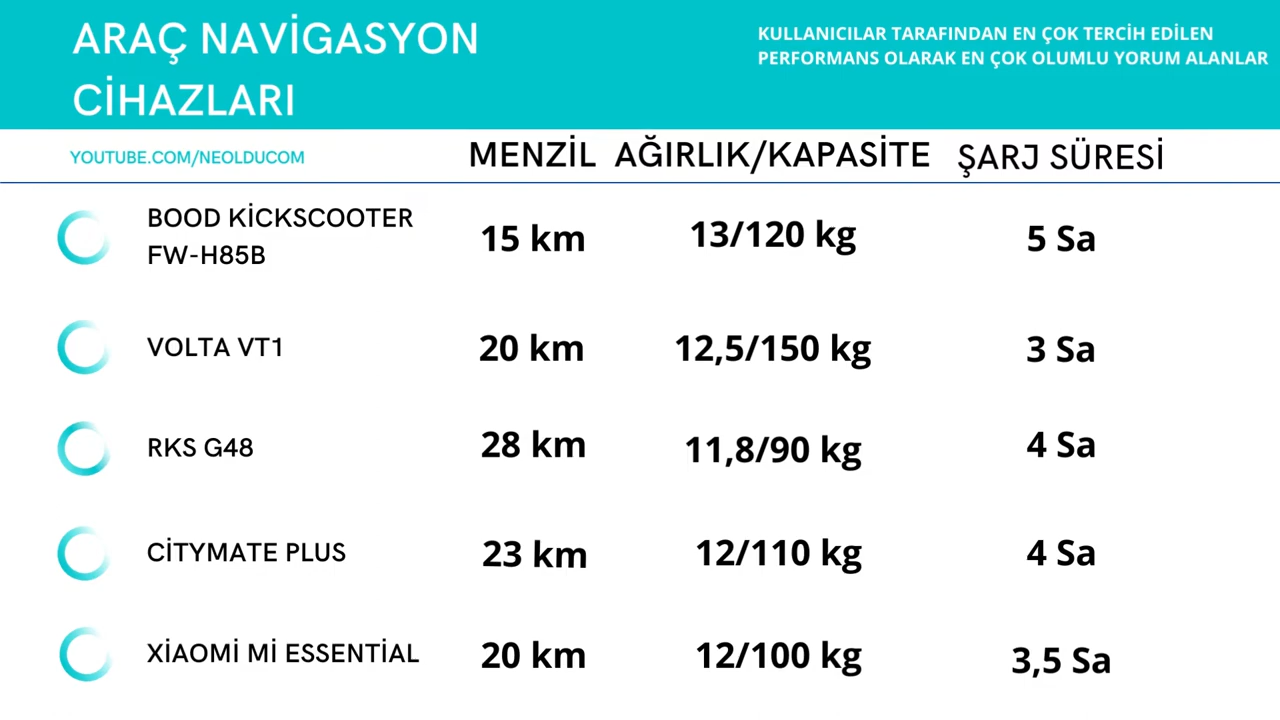 ARAÇ NAVİGASYON
CİHAZLARI
KULLANICILAR TARAFINDAN EN ÇOK TERCİH EDİLEN
PERFORMANS OLARAK EN ÇOK OLUMLU YORUM ALANLAR
YOUTUBE.COM/NEOLDUCOM
MENZİL AĞIRLIK/KAPASİTE ŞARJ SÜRESİ
BOOD KİCKSCOOTER
FW-H85B
15 km 13/120 kg 5 Sa
VOLTA VT1 20 km 12,5/150 kg 3 Sa
RKS G48 28 km 11,8/90 kg 4 Sa
CİTYMATE PLUS 23 km 12/110 kg 4 Sa
XİAOMİ Mİ ESSENTİAL 20 km 12/100 kg 3,5 Sa